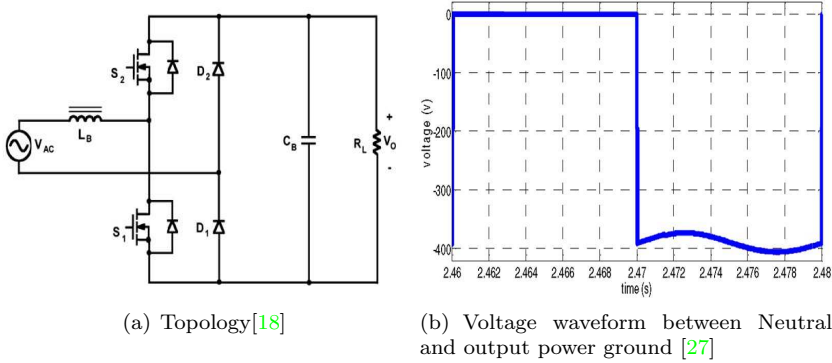 S2
D2
LB
VAC
CB
RL
+
VO
-
S1
D1
0
-100
-200
-300
-400
voltage (v)
2.46 2.462 2.464 2.466 2.468 2.47 2.472 2.474 2.476 2.478 2.48
time (s)
(a) Topology[18]
(b) Voltage waveform between Neutral
and output power ground [27]